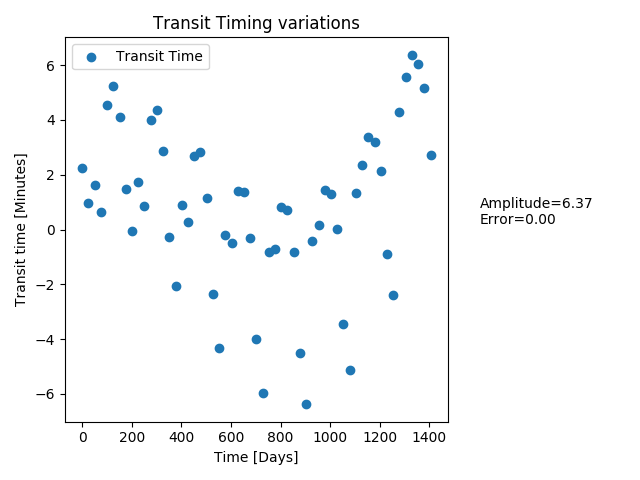 Transit Timing variations
Transit Time
Transit time [Minutes]
6
4
2
0
−2
−4
−6
0 200 400 600 800 1000 1200 1400
Time [Days]
Amplitude=6.37
Error=0.00